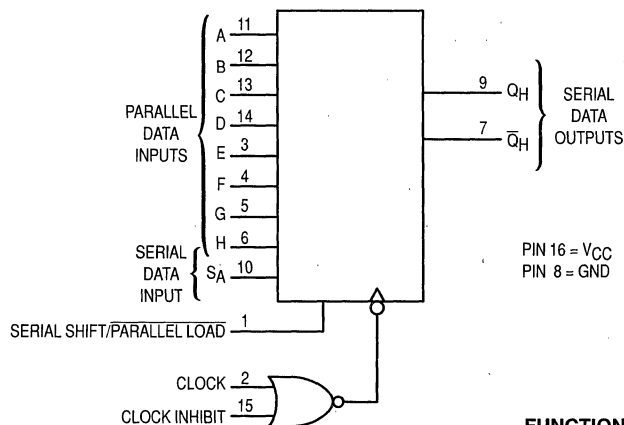 A 11
B 12
C 13
D 14
E 3
F 4
G 5
H 6
PARALLEL
DATA
INPUTS
SERIAL
DATA
INPUT
SA 10
9 QH
7 Q̅H
SERIAL
DATA
OUTPUTS
PIN 16 = VCC
PIN 8 = GND
SERIAL SHIFT/PARALLEL LOAD 1
CLOCK 2
CLOCK INHIBIT 15
FUNCTION